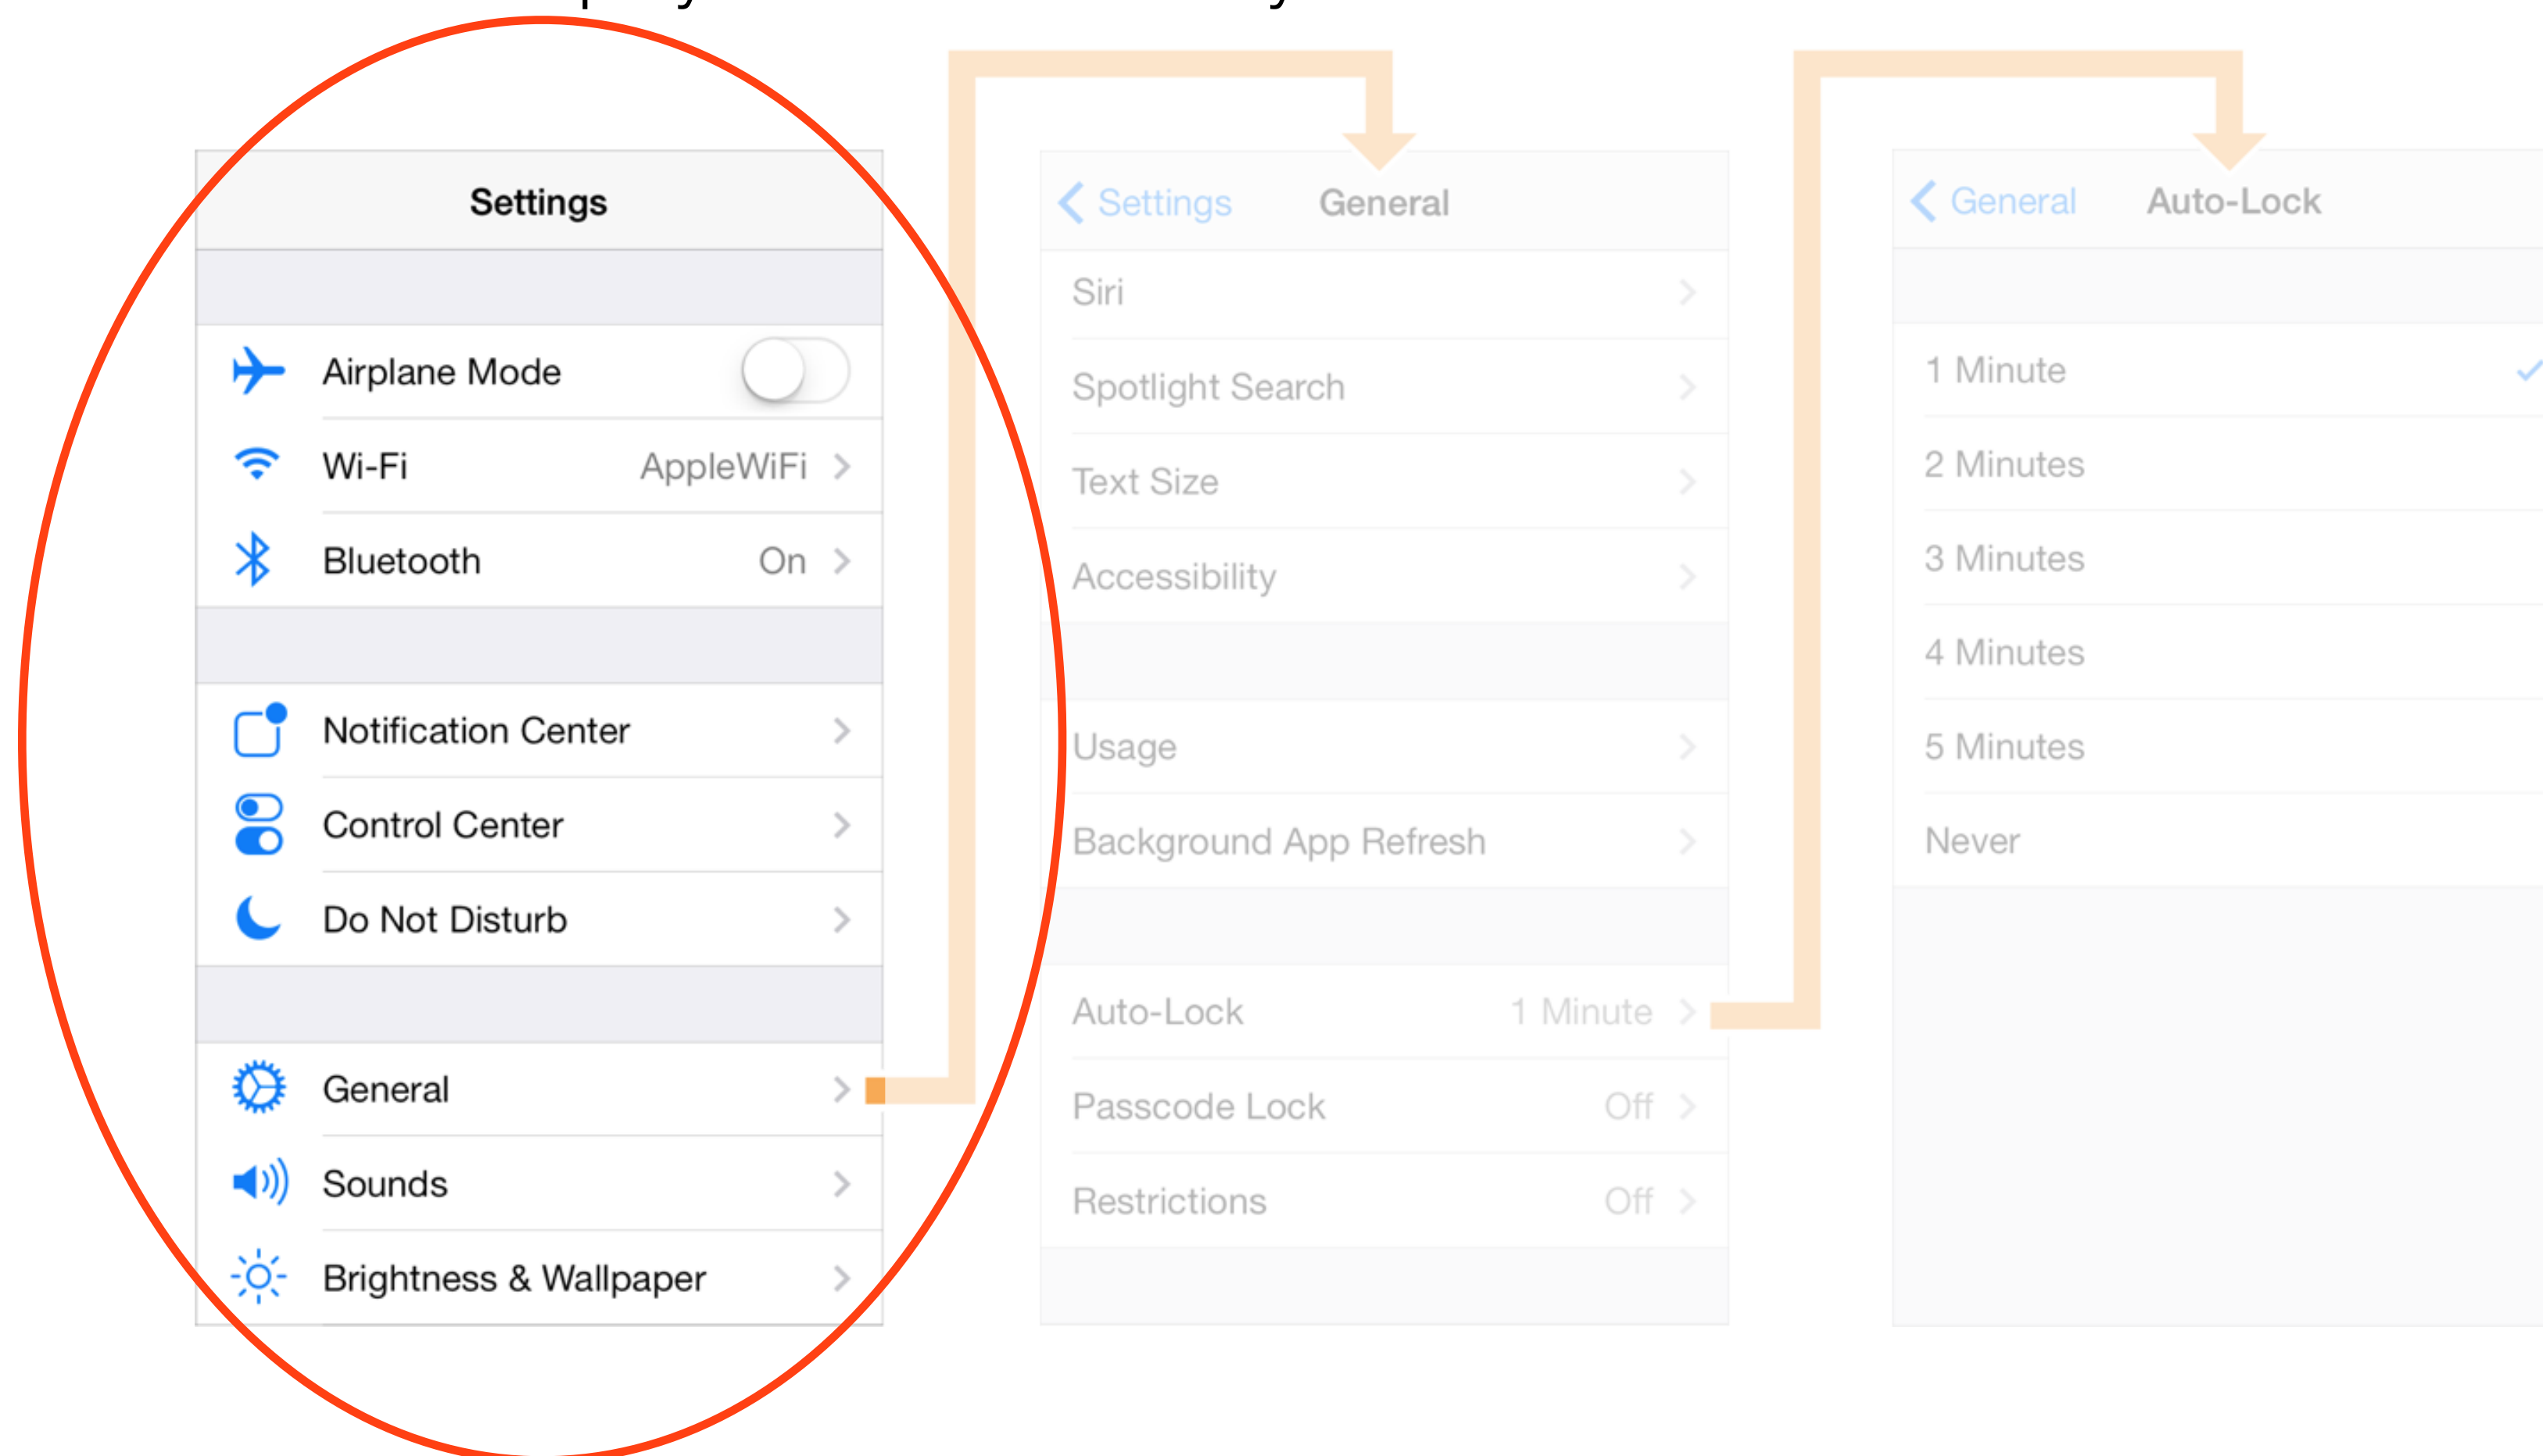 Settings
Airplane Mode
Wi-Fi AppleWiFi
Bluetooth On
Notification Center
Control Center
Do Not Disturb
General
Sounds
Brightness & Wallpaper
Settings General
Siri
Spotlight Search
Text Size
Accessibility
Usage
Background App Refresh
Auto-Lock 1 Minute
Passcode Lock Off
Restrictions Off
General Auto-Lock
1 Minute
2 Minutes
3 Minutes
4 Minutes
5 Minutes
Never